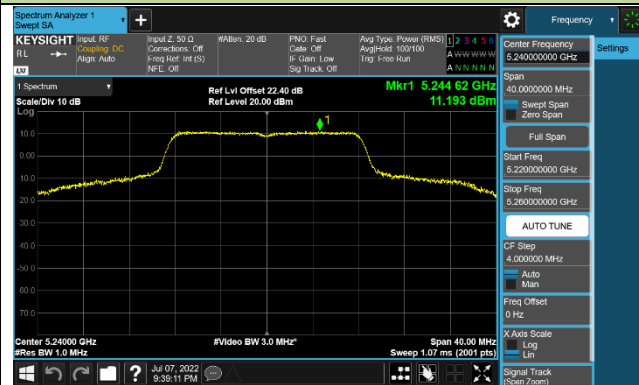 Spectrum Analyzer 1
Swept SA
+
Frequency
KEYSIGHT
RL
LXI
Input: RF
Coupling: DC
Align: Auto
Input Z: 50 Ω
Corrections: Off
Freq Ref: Int (S)
NFE: Off
#Atten: 20 dB
PNO: Fast
Gate: Off
IF Gain: Low
Sig Track: Off
Avg Type: Power (RMS)
Avg|Hold: 100/100
Trig: Free Run
1 2 3 4 5 6
A W W W W W
A N N N N N
1 Spectrum
Scale/Div 10 dB
Ref Lvl Offset 22.40 dB
Ref Level 20.00 dBm
Mkr1 5.244 62 GHz
11.193 dBm
Log
1
10.0
0.00
-10.0
-20.0
-30.0
-40.0
-50.0
-60.0
-70.0
Center 5.24000 GHz
#Res BW 1.0 MHz
#Video BW 3.0 MHz*
Span 40.00 MHz
Sweep 1.07 ms (2001 pts)
Center Frequency
5.240000000 GHz
Settings
Span
40.0000000 MHz
Swept Span
Zero Span
Full Span
Start Freq
5.220000000 GHz
Stop Freq
5.260000000 GHz
AUTO TUNE
CF Step
4.000000 MHz
Auto
Man
Freq Offset
0 Hz
X Axis Scale
Log
Lin
Signal Track
(Span Zoom)
?
Jul 07, 2022
9:39:11 PM